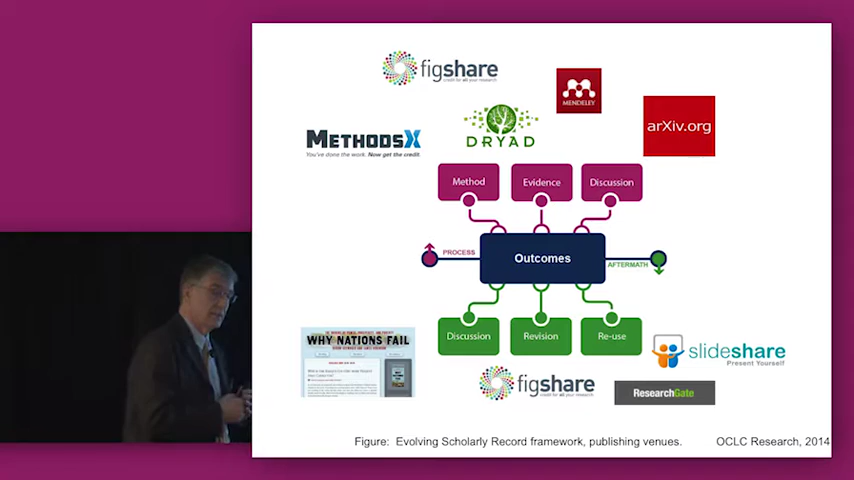 figshare
credit for all your research
MENDELEY
arXiv.org
METHODSX
You've done the work. Now get the credit.
DRYAD
Method
Evidence
Discussion
PROCESS
Outcomes
AFTERMATH
Discussion
Revision
Re-use
WHY NATIONS FAIL
slideshare
Present Yourself
figshare
credit for all your research
ResearchGate
Figure: Evolving Scholarly Record framework, publishing venues. OCLC Research, 2014